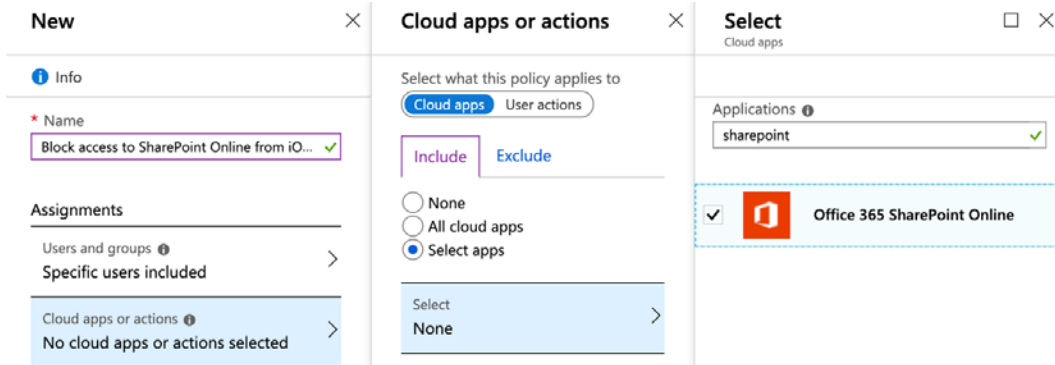 New
Info
* Name
Block access to SharePoint Online from iO...
Assignments
Users and groups
Specific users included
Cloud apps or actions
No cloud apps or actions selected
Cloud apps or actions
Select what this policy applies to
Cloud apps User actions
Include Exclude
None
All cloud apps
Select apps
Select
None
Select
Cloud apps
Applications
sharepoint
Office 365 SharePoint Online